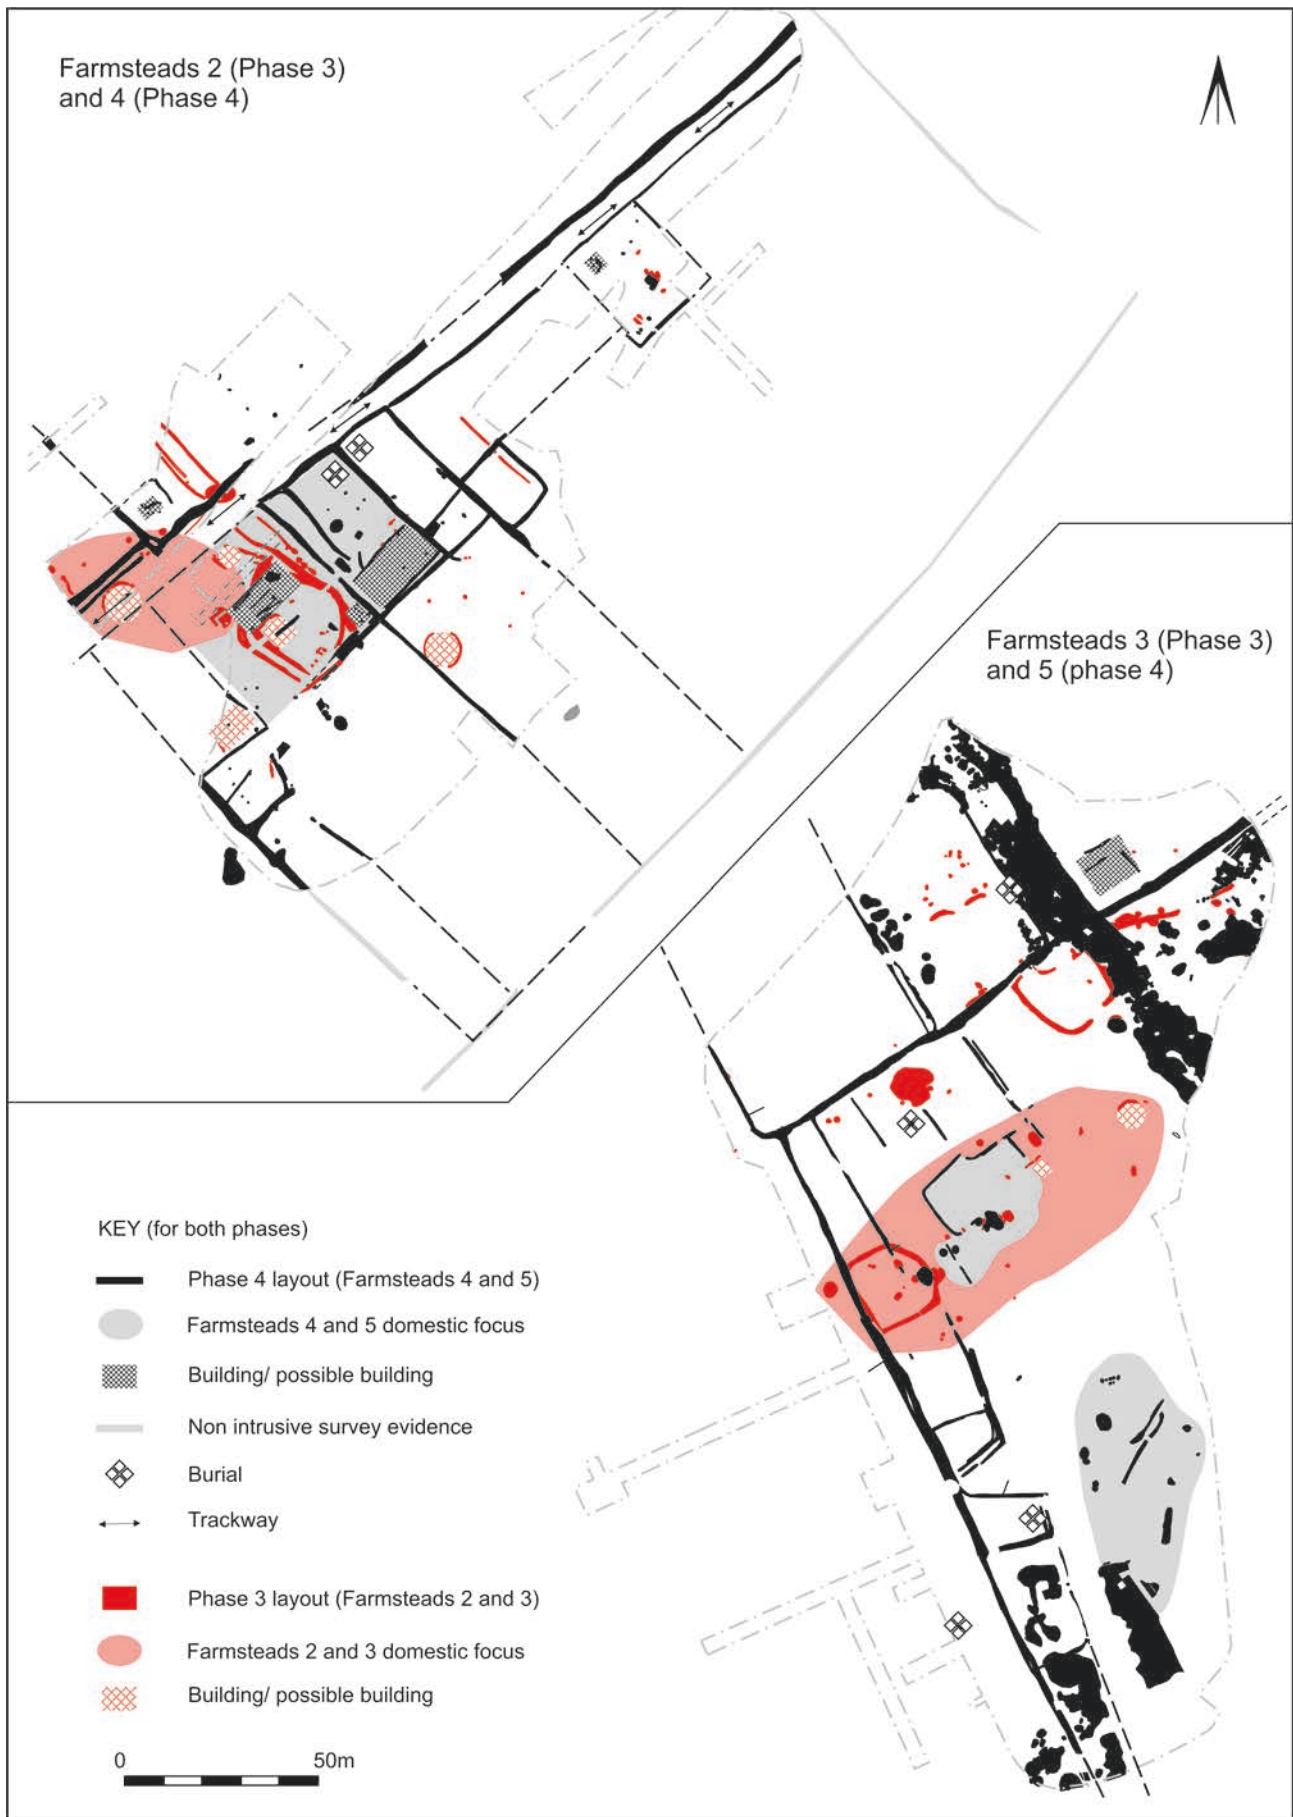 Farmsteads 2 (Phase 3)
and 4 (Phase 4)
Farmsteads 3 (Phase 3)
and 5 (phase 4)
KEY (for both phases)
Phase 4 layout (Farmsteads 4 and 5)
Farmsteads 4 and 5 domestic focus
Building/ possible building
Non intrusive survey evidence
Burial
Trackway
Phase 3 layout (Farmsteads 2 and 3)
Farmsteads 2 and 3 domestic focus
Building/ possible building
0 50m